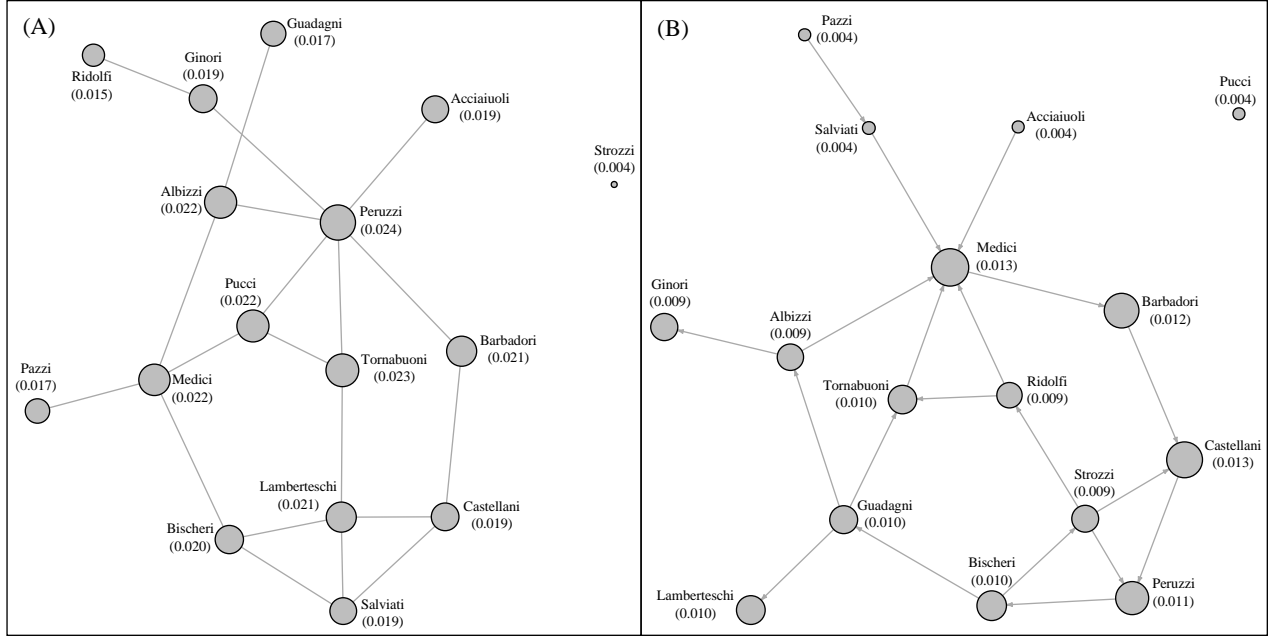 (A)
Guadagni
(0.017)
Ginori
(0.019)
Ridolfi
(0.015)
Acciaiuoli
(0.019)
Strozzi
(0.004)
Albizzi
(0.022)
Peruzzi
(0.024)
Pucci
(0.022)
Barbadori
(0.021)
Tornabuoni
(0.023)
Pazzi
(0.017)
Medici
(0.022)
Lamberteschi
(0.021)
Castellani
(0.019)
Bischeri
(0.020)
Salviati
(0.019)
(B)
Pazzi
(0.004)
Pucci
(0.004)
Salviati
(0.004)
Acciaiuoli
(0.004)
Medici
(0.013)
Ginori
(0.009)
Barbadori
(0.012)
Albizzi
(0.009)
Tornabuoni
(0.010)
Ridolfi
(0.009)
Castellani
(0.013)
Strozzi
(0.009)
Guadagni
(0.010)
Bischeri
(0.010)
Peruzzi
(0.011)
Lamberteschi
(0.010)